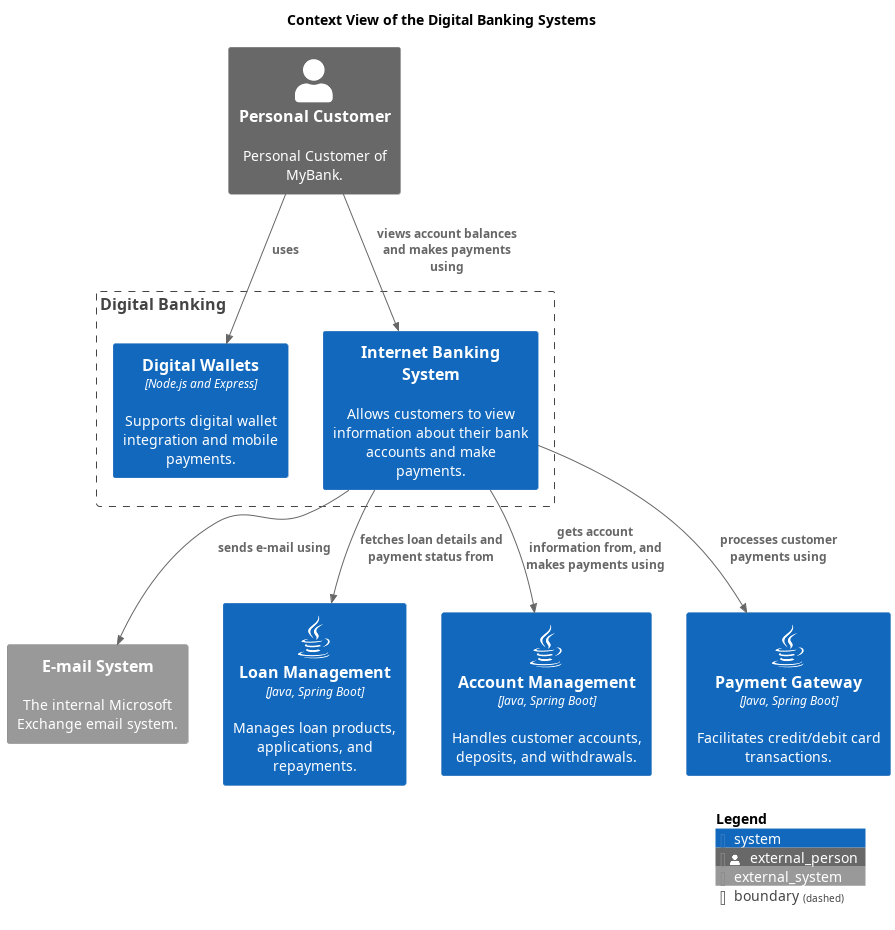 Context View of the Digital Banking Systems
Personal Customer
Personal Customer of
MyBank.
uses
views account balances
and makes payments
using
Digital Banking
Digital Wallets
[Node.js and Express]
Supports digital wallet
integration and mobile
payments.
Internet Banking
System
Allows customers to view
information about their bank
accounts and make
payments.
sends e-mail using
fetches loan details and
payment status from
gets account
information from, and
makes payments using
processes customer
payments using
E-mail System
The internal Microsoft
Exchange email system.
Loan Management
[Java, Spring Boot]
Manages loan products,
applications, and
repayments.
Account Management
[Java, Spring Boot]
Handles customer accounts,
deposits, and withdrawals.
Payment Gateway
[Java, Spring Boot]
Facilitates credit/debit card
transactions.
Legend
system
external_person
external_system
boundary (dashed)